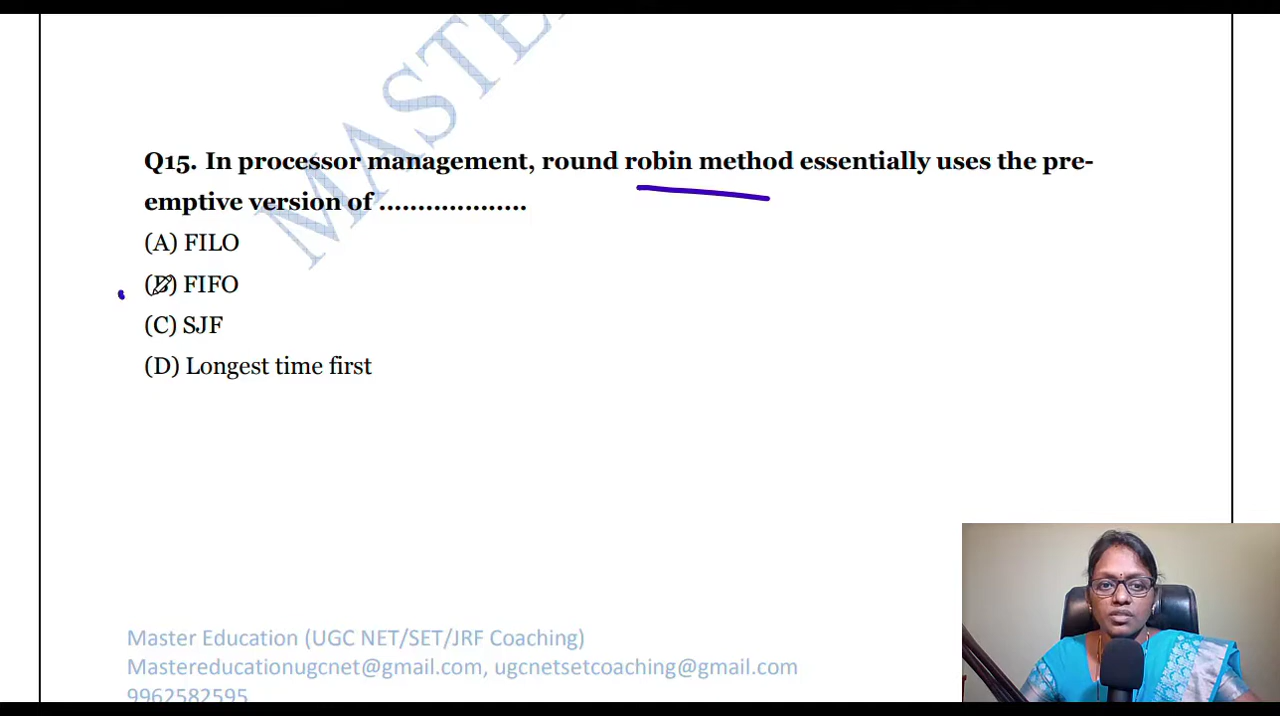 MASTE
Q15. In processor management, round robin method essentially uses the pre-
emptive version of ...................
(A) FILO
(B) FIFO
(C) SJF
(D) Longest time first
Master Education (UGC NET/SET/JRF Coaching)
Mastereducationugcnet@gmail.com, ugcnetsetcoaching@gmail.com
9962582595